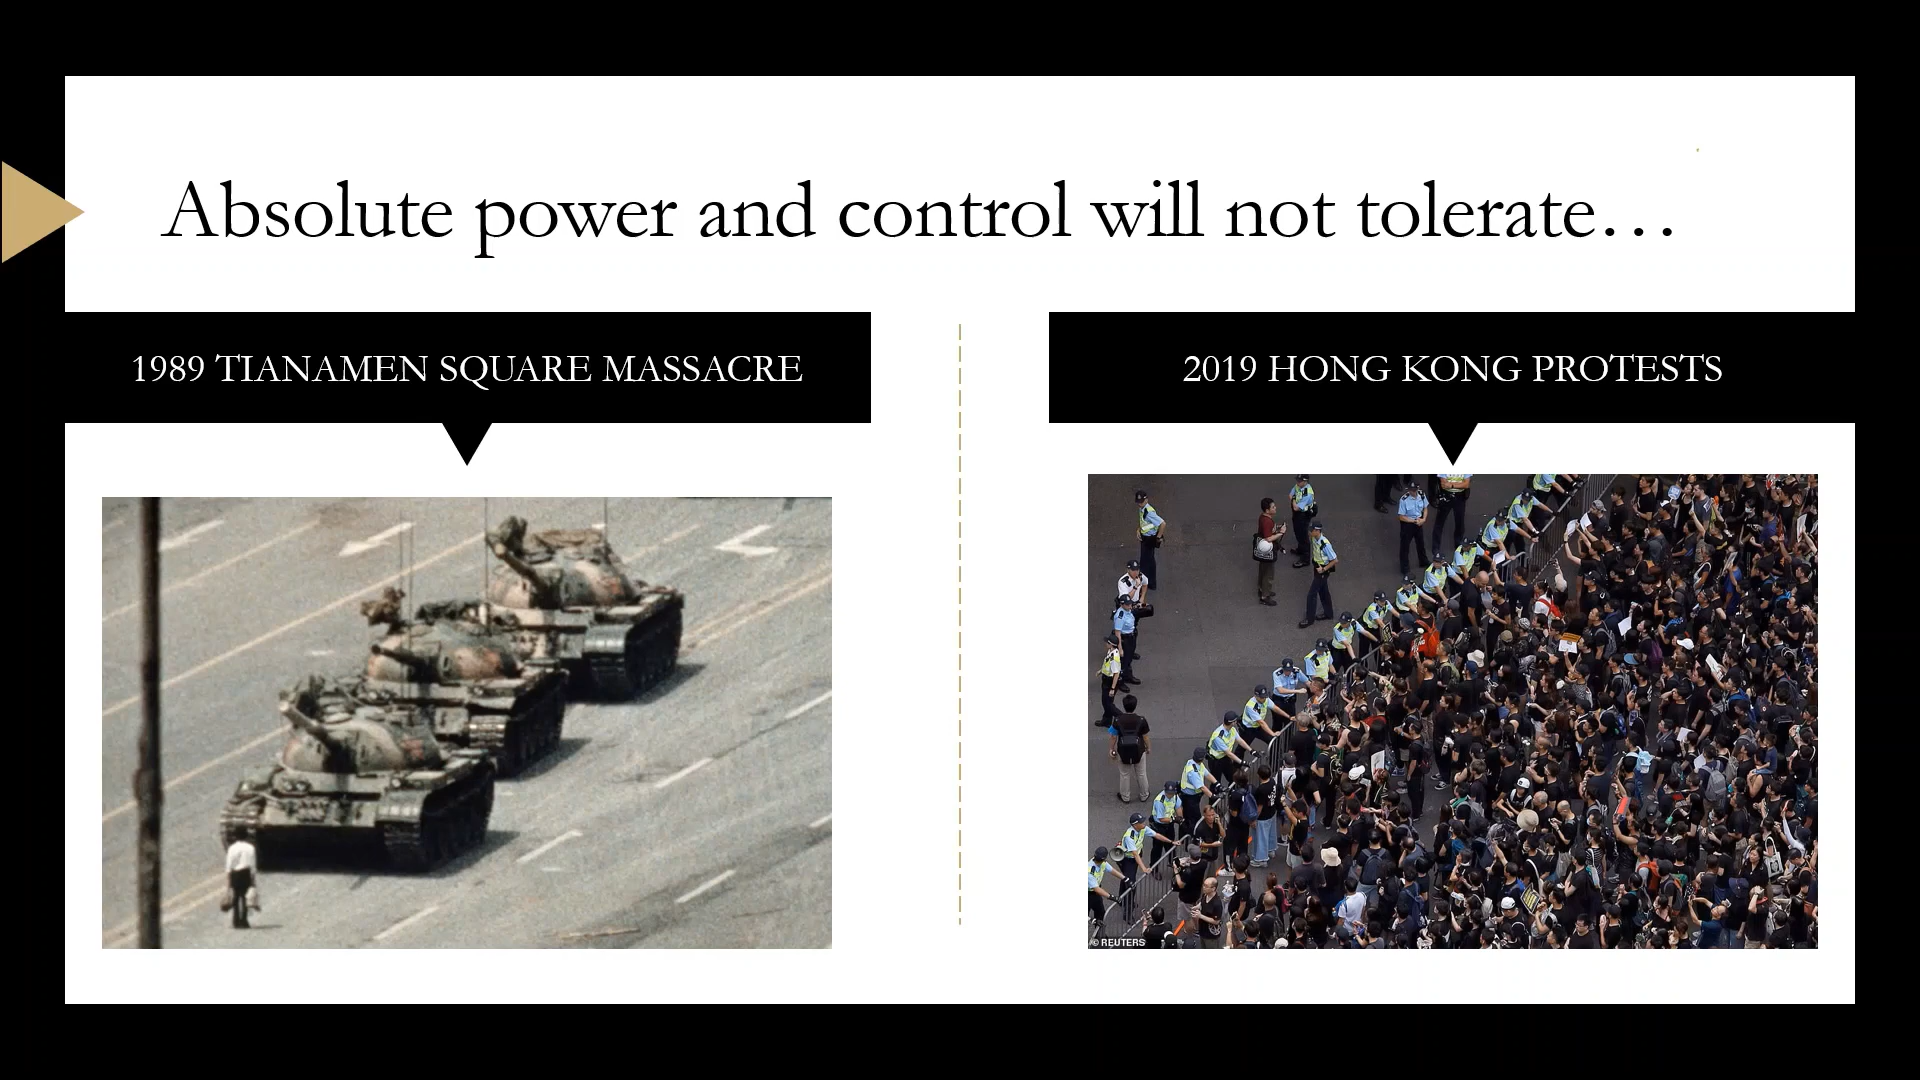 Absolute power and control will not tolerate…
1989 TIANAMEN SQUARE MASSACRE
2019 HONG KONG PROTESTS
© REUTERS